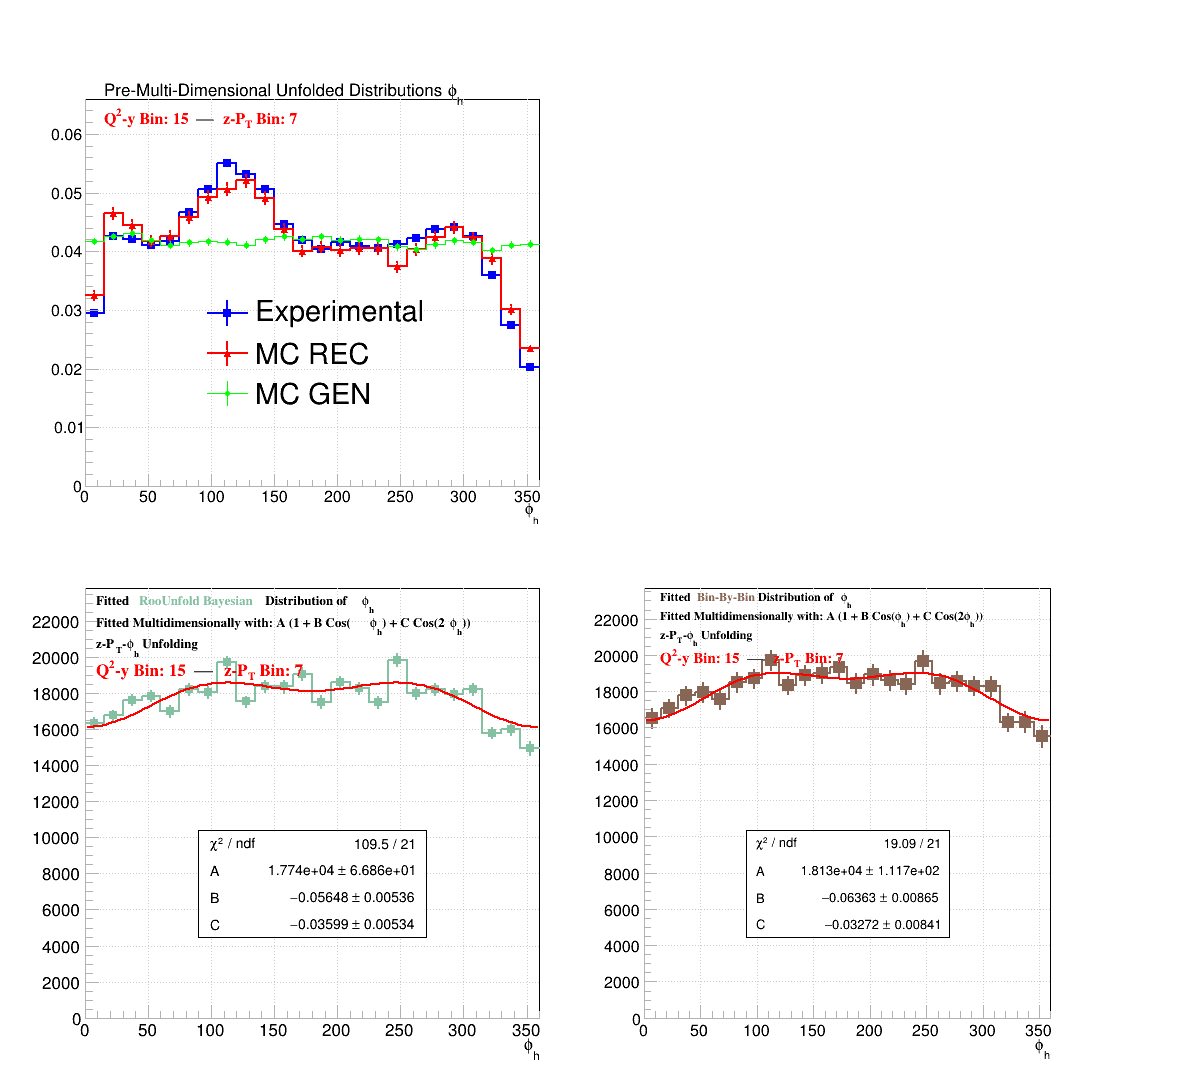 Pre-Multi-Dimensional Unfolded Distributions ϕh
Q²-y Bin: 15 — z-PT Bin: 7
0.06
0.05
0.04
0.03
0.02
0.01
0
Experimental
MC REC
MC GEN
0 50 100 150 200 250 300 350
ϕh
Fitted RooUnfold Bayesian Distribution of ϕh
Fitted Multidimensionally with: A (1 + B Cos( ϕh) + C Cos(2 ϕh))
z-PT-ϕh Unfolding
Q²-y Bin: 15 — z-PT Bin: 7
22000
20000
18000
16000
14000
12000
10000
8000
6000
4000
2000
0
χ² / ndf 109.5 / 21
A 1.774e+04 ± 6.686e+01
B −0.05648 ± 0.00536
C −0.03599 ± 0.00534
0 50 100 150 200 250 300 350
ϕh
Fitted Bin-By-Bin Distribution of ϕh
Fitted Multidimensionally with: A (1 + B Cos(ϕh) + C Cos(2ϕh))
z-PT-ϕh Unfolding
Q²-y Bin: 15 — z-PT Bin: 7
22000
20000
18000
16000
14000
12000
10000
8000
6000
4000
2000
0
χ² / ndf 19.09 / 21
A 1.813e+04 ± 1.117e+02
B −0.06363 ± 0.00865
C −0.03272 ± 0.00841
0 50 100 150 200 250 300 350
ϕh